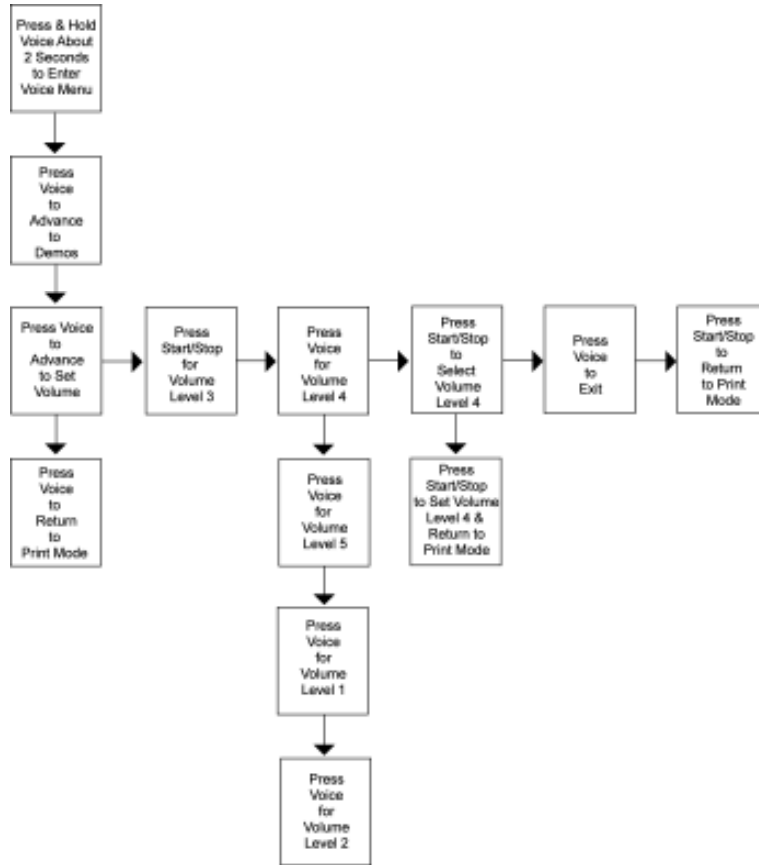 Press & Hold
Voice About
2 Seconds
to Enter
Voice Menu
Press
Voice
to
Advance
to
Demos
Press Voice
to
Advance
to Set
Volume
Press
Start/Stop
for
Volume
Level 3
Press
Voice
for
Volume
Level 4
Press
Start/Stop
to
Select
Volume
Level 4
Press
Voice
to
Exit
Press
Start/Stop
to
Return
to Print
Mode
Press
Voice
to
Return
to
Print Mode
Press
Voice
for
Volume
Level 5
Press
Start/Stop
to Set Volume
Level 4 &
Return to
Print Mode
Press
Voice
for
Volume
Level 1
Press
Voice
for
Volume
Level 2